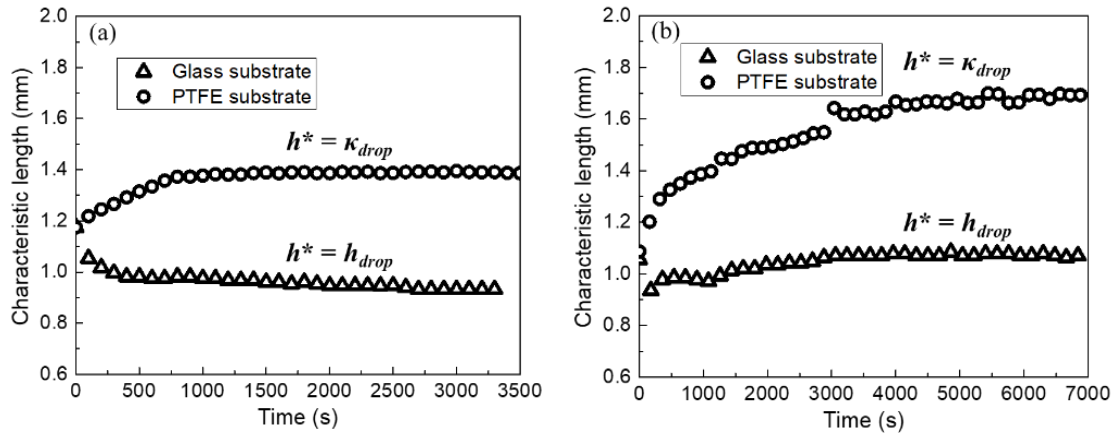 (a)
Glass substrate
PTFE substrate
h* = κdrop
h* = hdrop
Characteristic length (mm)
2.0
1.8
1.6
1.4
1.2
1.0
0.8
0.6
0 500 1000 1500 2000 2500 3000 3500
Time (s)
(b)
Glass substrate
PTFE substrate
h* = κdrop
h* = hdrop
Characteristic length (mm)
2.0
1.8
1.6
1.4
1.2
1.0
0.8
0.6
0 1000 2000 3000 4000 5000 6000 7000
Time (s)